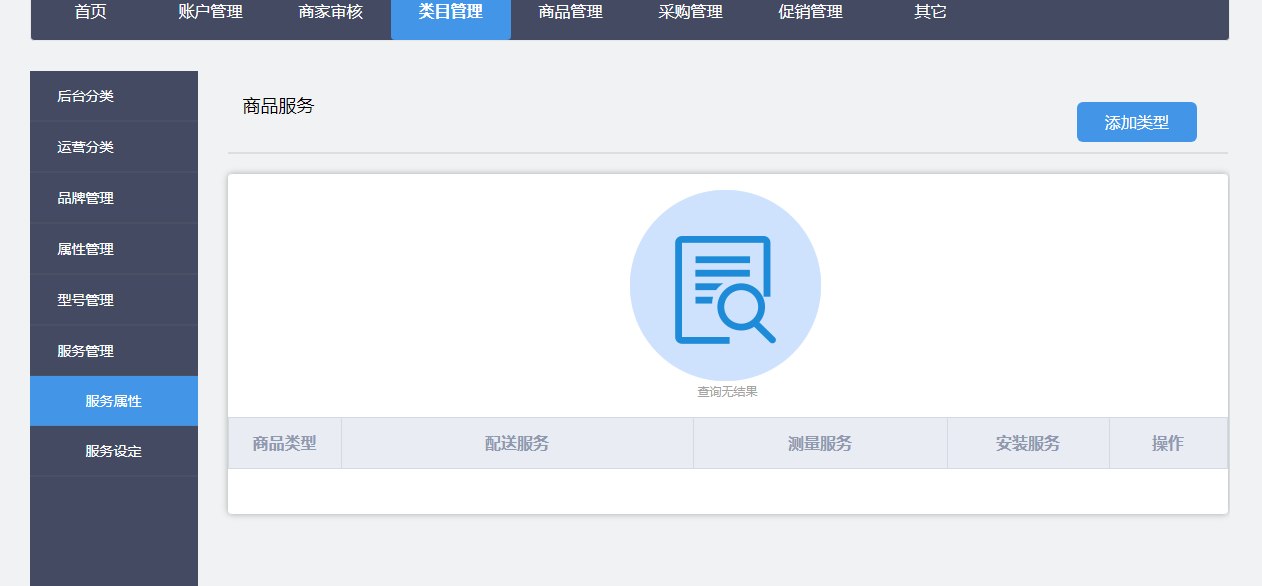 首页 账户管理 商家审核 类目管理 商品管理 采购管理 促销管理 其它
后台分类
运营分类
品牌管理
属性管理
型号管理
服务管理
服务属性
服务设定
商品服务
添加类型
查询无结果
商品类型 配送服务 测量服务 安装服务 操作